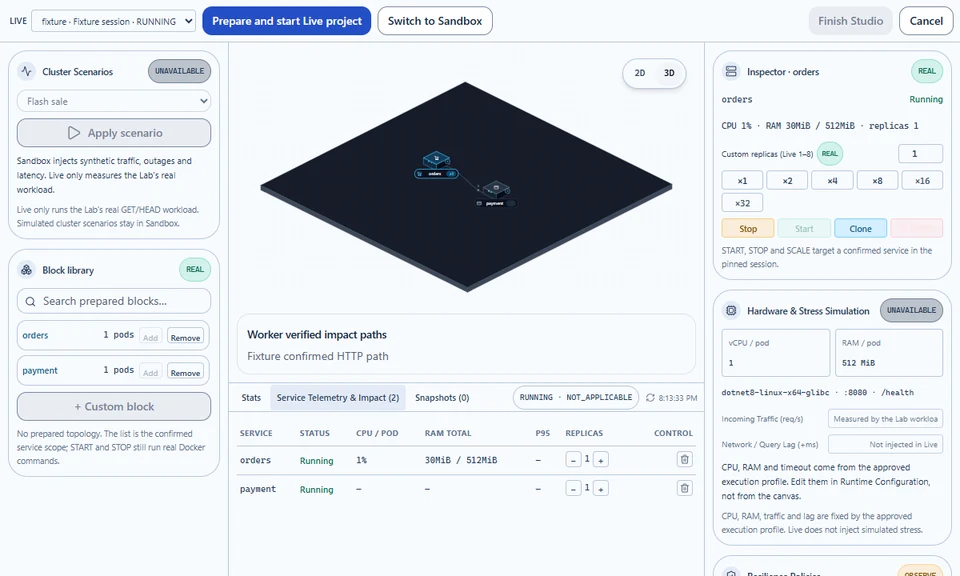 LIVE
fixture · Fixture session · RUNNING
Prepare and start Live project
Switch to Sandbox
Finish Studio
Cancel
Cluster Scenarios
UNAVAILABLE
Flash sale
Apply scenario
Sandbox injects synthetic traffic, outages and
latency. Live only measures the Lab's real
workload.
Live only runs the Lab's real GET/HEAD workload.
Simulated cluster scenarios stay in Sandbox.
Block library
REAL
Search prepared blocks...
orders 1 pods Add Remove
payment 1 pods Add Remove
+ Custom block
No prepared topology. The list is the confirmed
service scope; START and STOP still run real Docker
commands.
2D 3D
orders
payment
Worker verified impact paths
Fixture confirmed HTTP path
Stats
Service Telemetry & Impact (2)
Snapshots (0)
RUNNING · NOT_APPLICABLE
8:13:33 PM
SERVICE STATUS CPU / POD RAM TOTAL P95 REPLICAS CONTROL
orders Running 1% 30MiB / 512MiB – − 1 +
payment Running – – – − 1 +
Inspector · orders
REAL
orders Running
CPU 1% · RAM 30MiB / 512MiB · replicas 1
Custom replicas (Live 1–8) REAL 1
×1 ×2 ×4 ×8 ×16
×32
Stop Start Clone
START, STOP and SCALE target a confirmed service in the
pinned session.
Hardware & Stress Simulation
UNAVAILABLE
vCPU / pod
1
RAM / pod
512 MiB
dotnet8-linux-x64-glibc · :8080 · /health
Incoming Traffic (req/s) Measured by the Lab workloa
Network / Query Lag (+ms) Not injected in Live
CPU, RAM and timeout come from the approved
execution profile. Edit them in Runtime Configuration,
not from the canvas.
CPU, RAM, traffic and lag are fixed by the approved
execution profile. Live does not inject simulated stress.